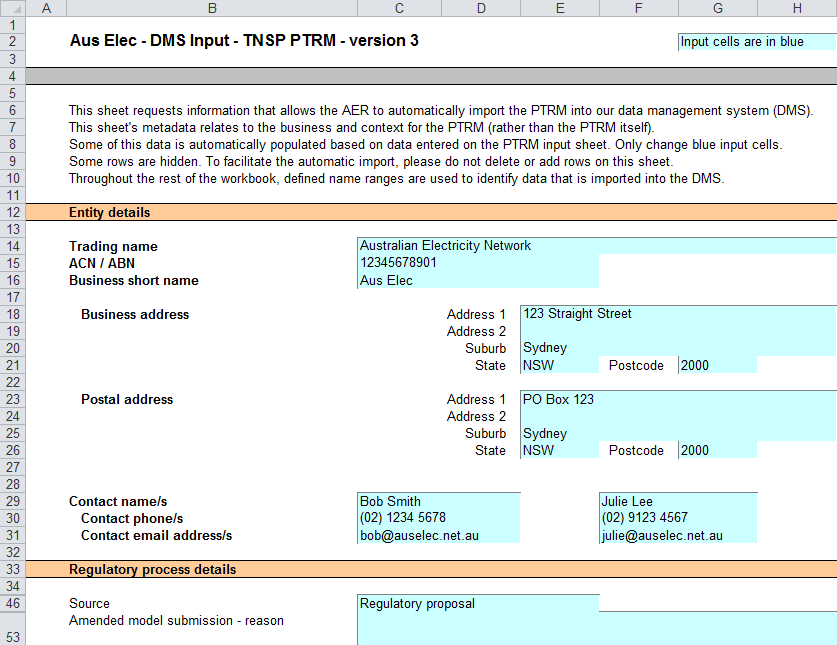 A B C D E F G H
1
2 Aus Elec - DMS Input - TNSP PTRM - version 3 Input cells are in blue
3
4
5
6 This sheet requests information that allows the AER to automatically import the PTRM into our data management system (DMS).
7 This sheet's metadata relates to the business and context for the PTRM (rather than the PTRM itself).
8 Some of this data is automatically populated based on data entered on the PTRM input sheet. Only change blue input cells.
9 Some rows are hidden. To facilitate the automatic import, please do not delete or add rows on this sheet.
10 Throughout the rest of the workbook, defined name ranges are used to identify data that is imported into the DMS.
11
12 Entity details
13
14 Trading name Australian Electricity Network
15 ACN / ABN 12345678901
16 Business short name Aus Elec
17
18 Business address Address 1 123 Straight Street
19 Address 2
20 Suburb Sydney
21 State NSW Postcode 2000
22
23 Postal address Address 1 PO Box 123
24 Address 2
25 Suburb Sydney
26 State NSW Postcode 2000
27
28
29 Contact name/s Bob Smith Julie Lee
30 Contact phone/s (02) 1234 5678 (02) 9123 4567
31 Contact email address/s bob@auselec.net.au julie@auselec.net.au
32
33 Regulatory process details
34
46 Source Regulatory proposal
53 Amended model submission - reason